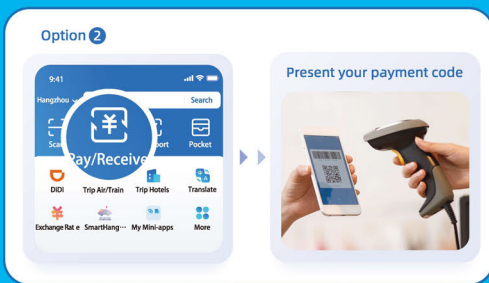 Option 2
9:41
Hangzhou
Search
Scan
Pay/Receive
port
Pocket
DiDi
Trip Air/Train
Trip Hotels
Translate
Exchange Rat e
SmartHang···
My Mini-apps
More
Present your payment code